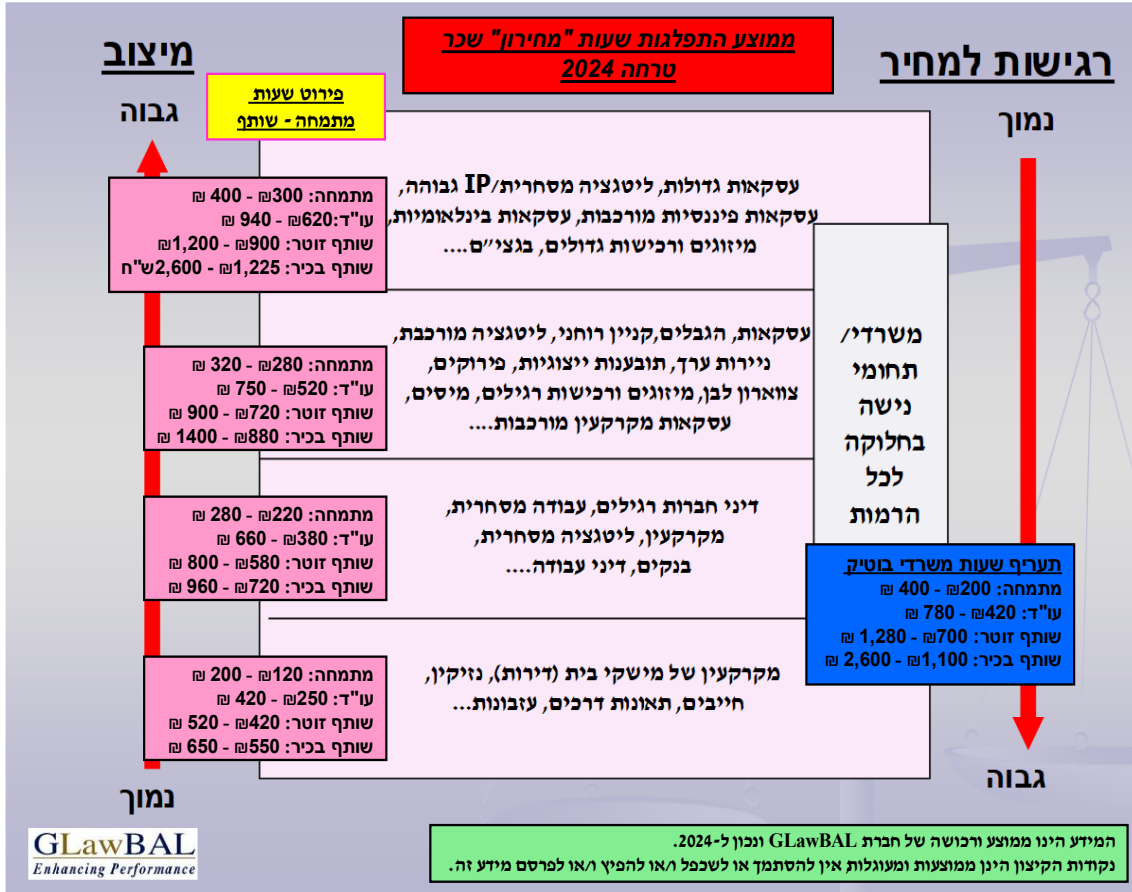 ממוצע התפלגות שעות "מחירון" שכר
טרחה 2024
מיצוב
גבוה
רגישות למחיר
נמוך
פירוט שעות
מתמחה - שותף
עסקאות גדולות, ליטגציה מסחרית/IP גבוהה,
עסקאות פיננסיות מורכבות, עסקאות בינלאומיות,
מיזוגים ורכישות גדולים, בגצי״ם....
מתמחה: 300₪ - 400 ₪
עו"ד:620₪ - 940 ₪
שותף זוטר: 900₪ - 1,200₪
שותף בכיר: 1,225₪ - 2,600ש"ח
עסקאות, הגבלים,קניין רוחני, ליטגציה מורכבת,
ניירות ערך, תובענות ייצוגיות, פירוקים,
צווארון לבן, מיזוגים ורכישות רגילים, מיסים,
עסקאות מקרקעין מורכבות....
מתמחה: 280₪ - 320 ₪
עו"ד: 520₪ - 750 ₪
שותף זוטר: 720₪ - 900 ₪
שותף בכיר: 880₪ - 1400 ₪
משרדי/
תחומי
נישה
בחלוקה
לכל
הרמות
דיני חברות רגילים, עבודה מסחרית,
מקרקעין, ליטגציה מסחרית,
בנקים, דיני עבודה....
מתמחה: 220₪ - 280 ₪
עו"ד: 380₪ - 660 ₪
שותף זוטר: 580₪ - 800 ₪
שותף בכיר: 720₪ - 960 ₪
תעריף שעות משרדי בוטיק
מתמחה: 200₪ - 400 ₪
עו"ד: 420₪ - 780 ₪
שותף זוטר: 700₪ - 1,280 ₪
שותף בכיר: 1,100₪ - 2,600 ₪
מקרקעין של מישקי בית (דירות), נזיקין,
חייבים, תאונות דרכים, עזבונות...
מתמחה: 120₪ - 200 ₪
עו"ד: 250₪ - 420 ₪
שותף זוטר: 420₪ - 520 ₪
שותף בכיר: 550₪ - 650 ₪
נמוך
גבוה
GLawBAL
Enhancing Performance
המידע הינו ממוצע ורכושה של חברת GLawBAL ונכון ל-2024.
נקודות הקיצון הינן ממוצעות ומעוגלות אין להסתמך או לשכפל ו/או להפיץ ו/או לפרסם מידע זה.